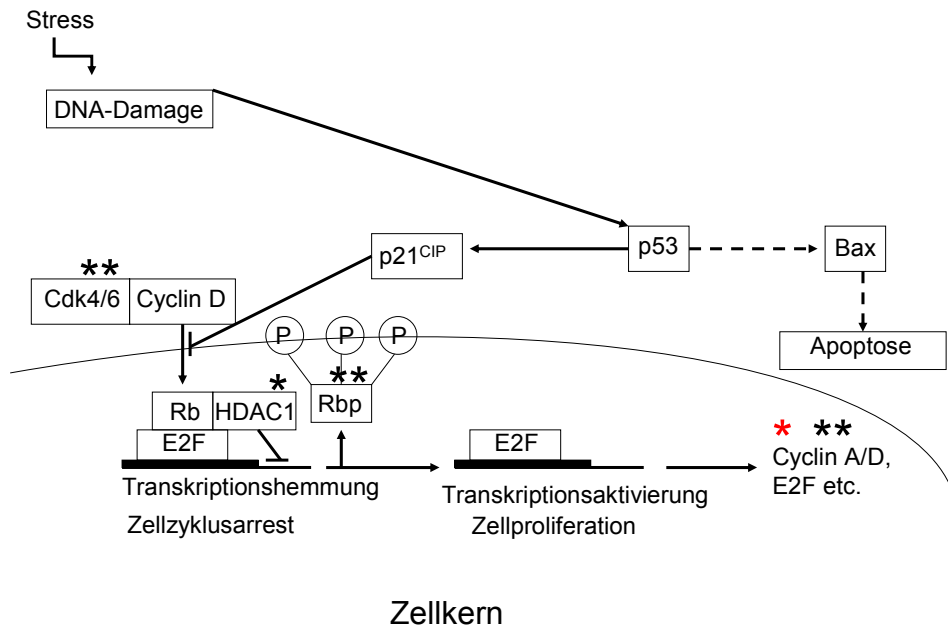 Stress
DNA-Damage
p21CIP
p53
Bax
**
Cdk4/6
Cyclin D
Apoptose
P
P
P
*
**
Rb
HDAC1
Rbp
E2F
E2F
* **
Cyclin A/D,
E2F etc.
Transkriptionshemmung
Zellzyklusarrest
Transkriptionsaktivierung
Zellproliferation
Zellkern